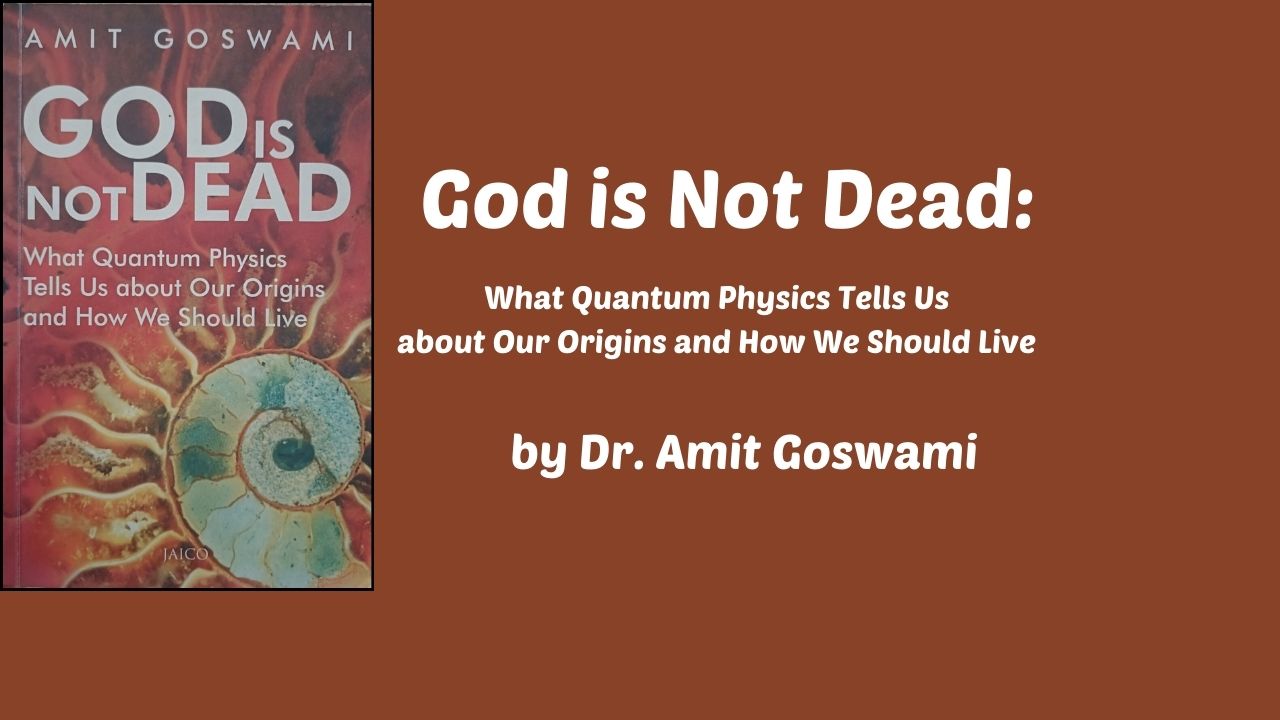 AMIT GOSWAMI
GOD IS
NOT DEAD
What Quantum Physics
Tells Us about Our Origins
and How We Should Live
JAICO
God is Not Dead:
What Quantum Physics Tells Us
about Our Origins and How We Should Live
by Dr. Amit Goswami